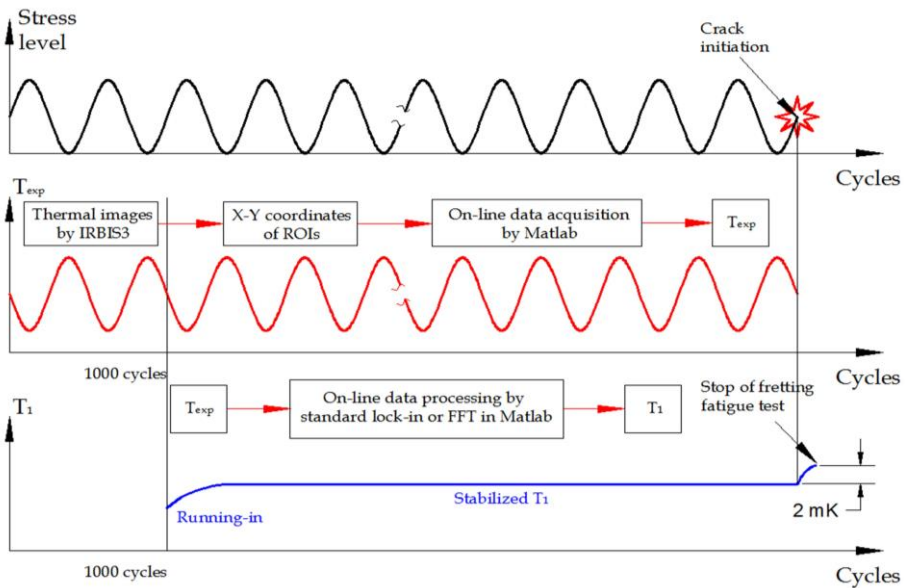 Stress
level
Crack
initiation
Cycles
Texp
Thermal images
by IRBIS3
X-Y coordinates
of ROIs
On-line data acquisition
by Matlab
Texp
1000 cycles
Cycles
T1
Texp
On-line data processing by
standard lock-in or FFT in Matlab
T1
Stop of fretting
fatigue test
Running-in
Stabilized T1
2 mK
1000 cycles
Cycles